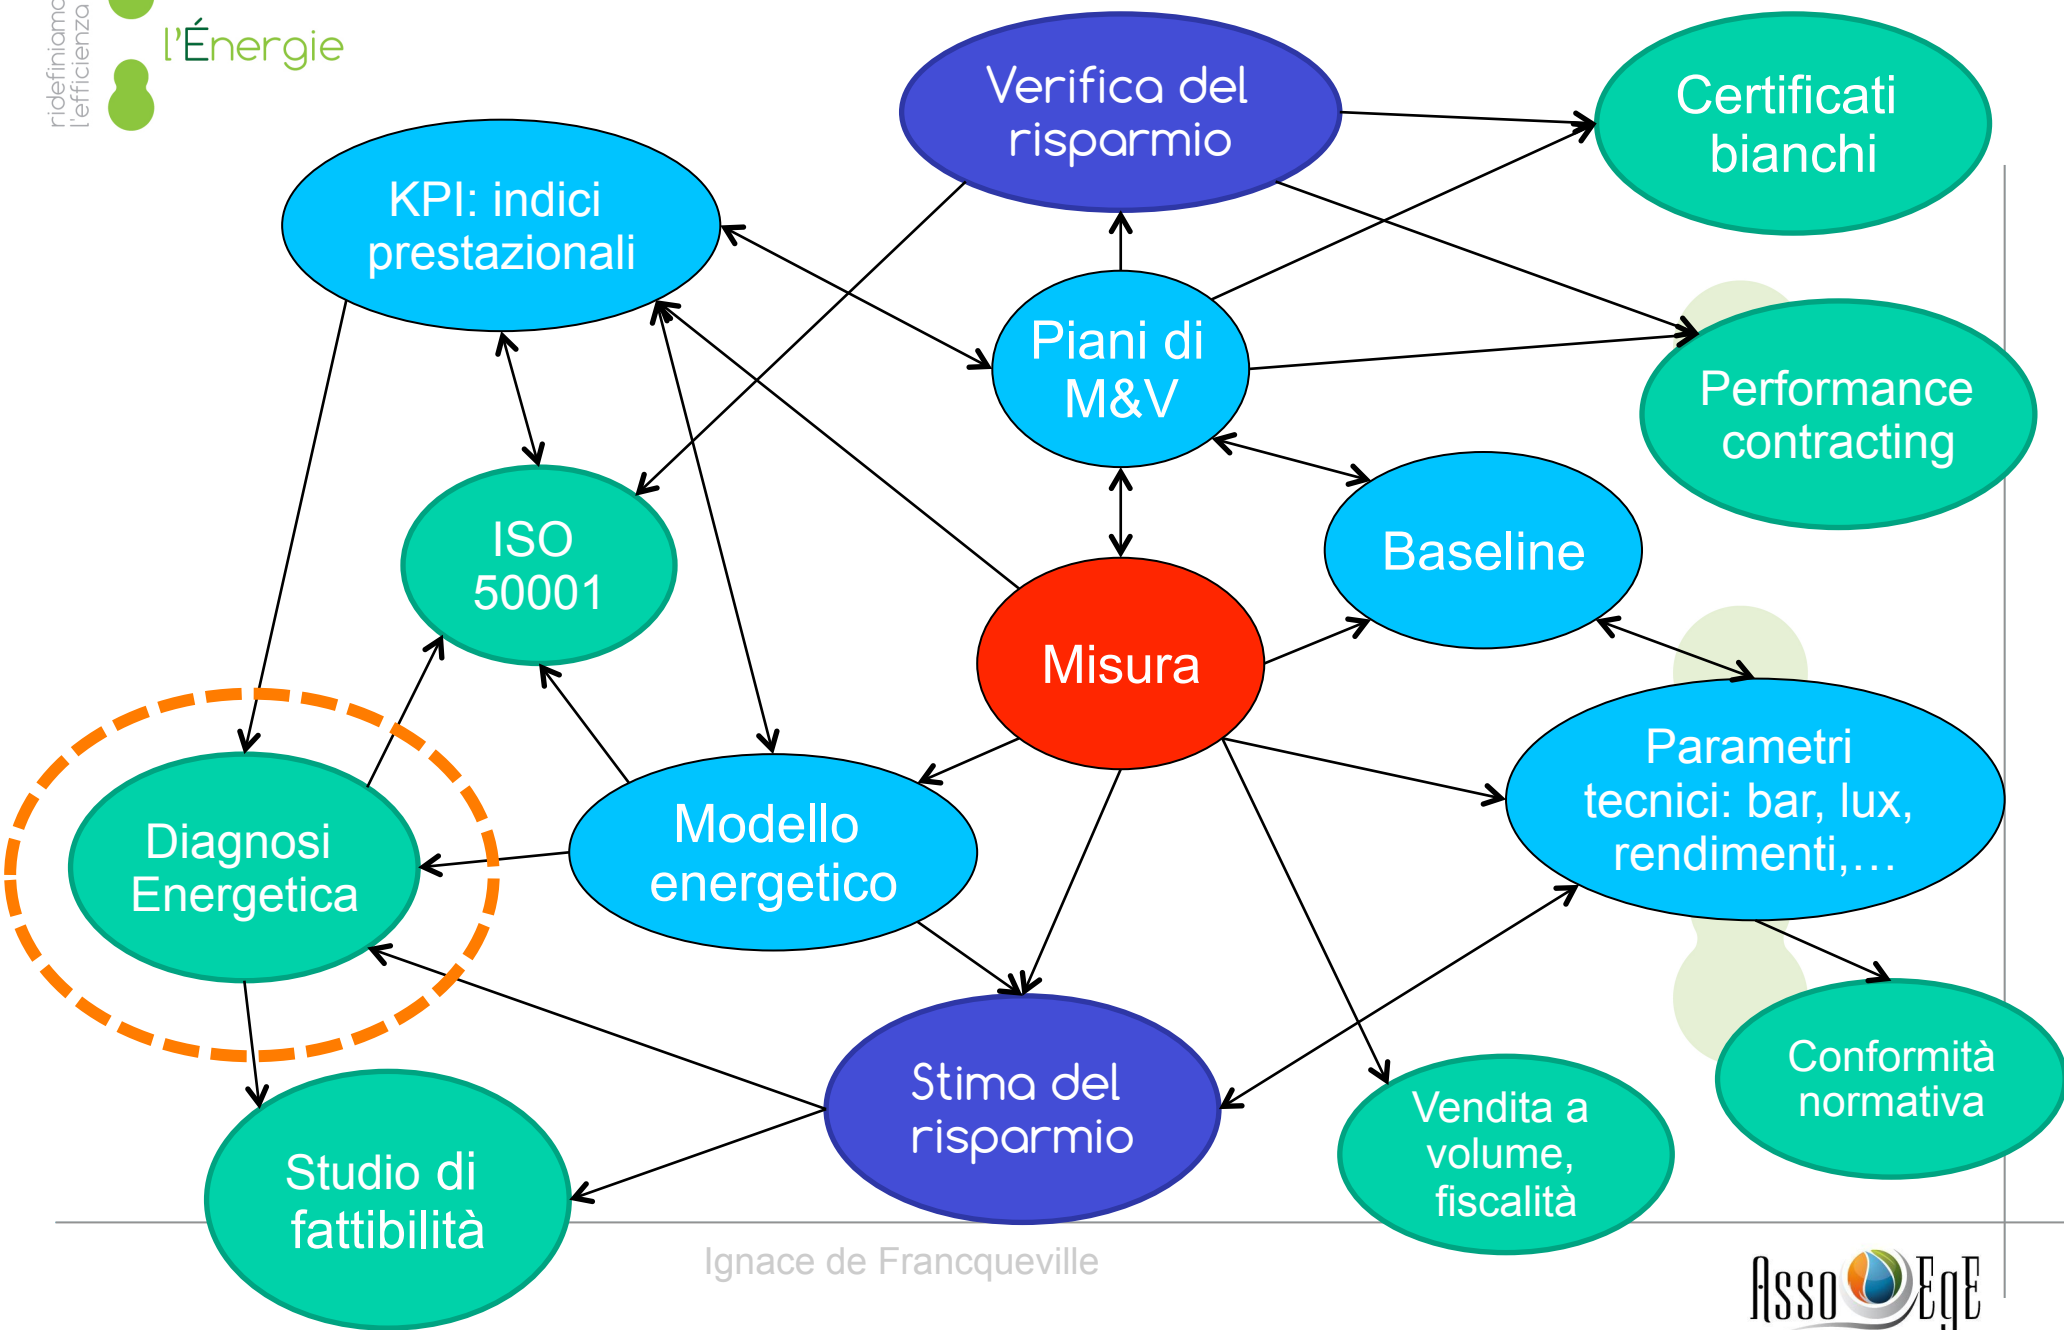 ridefiniamo
l'efficienza
l'Énergie
Verifica del
risparmio
Certificati
bianchi
KPI: indici
prestazionali
Piani di
M&V
Performance
contracting
ISO
50001
Baseline
Misura
Parametri
tecnici: bar, lux,
rendimenti,…
Diagnosi
Energetica
Modello
energetico
Stima del
risparmio
Conformità
normativa
Vendita a
volume,
fiscalità
Studio di
fattibilità
Ignace de Francqueville
Asso EgE